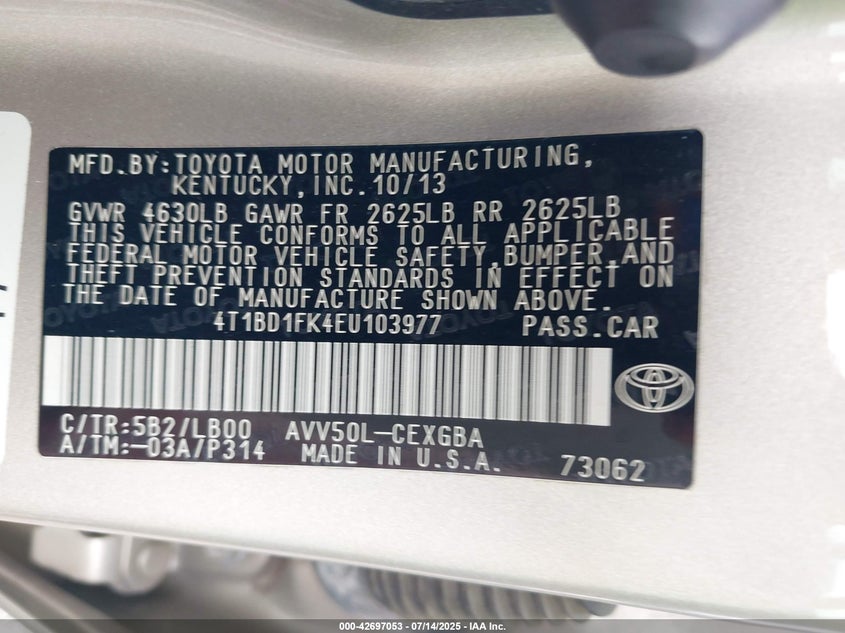 MFD.BY:TOYOTA MOTOR MANUFACTURING,
KENTUCKY,INC.10/13
GVWR 4630LB GAWR FR 2625LB RR 2625LB
THIS VEHICLE CONFORMS TO ALL APPLICABLE
FEDERAL MOTOR VEHICLE SAFETY,BUMPER,AND
THEFT PREVENTION STANDARDS IN EFFECT ON
THE DATE OF MANUFACTURE SHOWN ABOVE.
4T1BD1FK4EU103977 PASS.CAR
C/TR:5B2/LB00 AVV50L-CEXGBA
A/TM:-03A/P314 MADE IN U.S.A. 73062
000-42697053 / 07/14/2025 / IAA Inc.